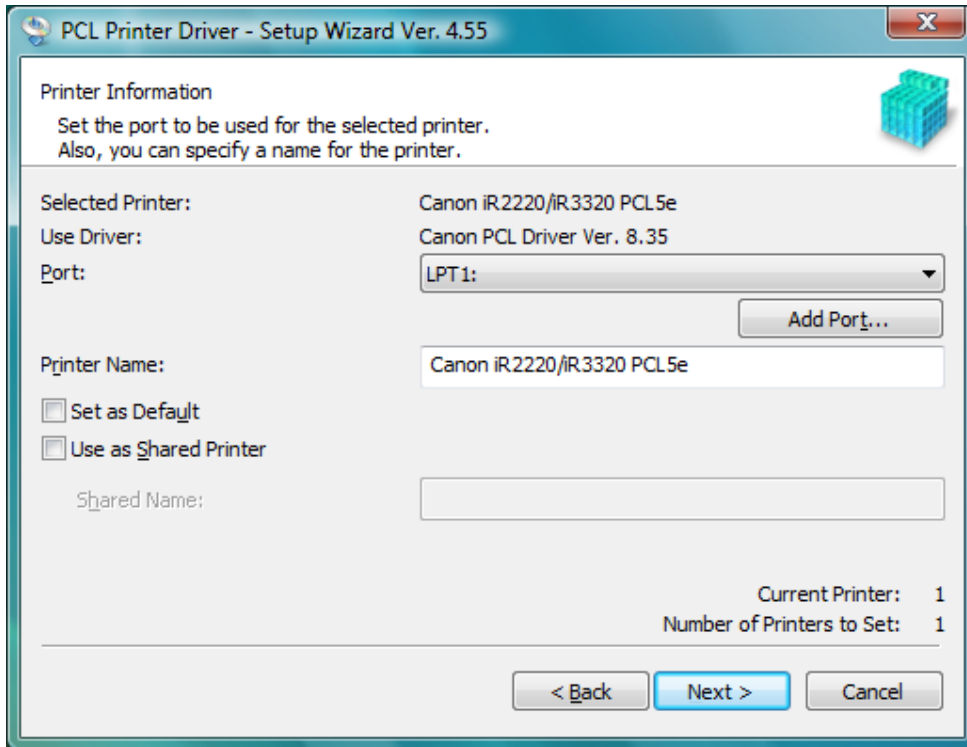 PCL Printer Driver - Setup Wizard Ver. 4.55
Printer Information
Set the port to be used for the selected printer.
Also, you can specify a name for the printer.
Selected Printer: Canon iR2220/iR3320 PCL5e
Use Driver: Canon PCL Driver Ver. 8.35
Port: LPT1:
Add Port...
Printer Name: Canon iR2220/iR3320 PCL5e
Set as Default
Use as Shared Printer
Shared Name:
Current Printer: 1
Number of Printers to Set: 1
< Back Next > Cancel